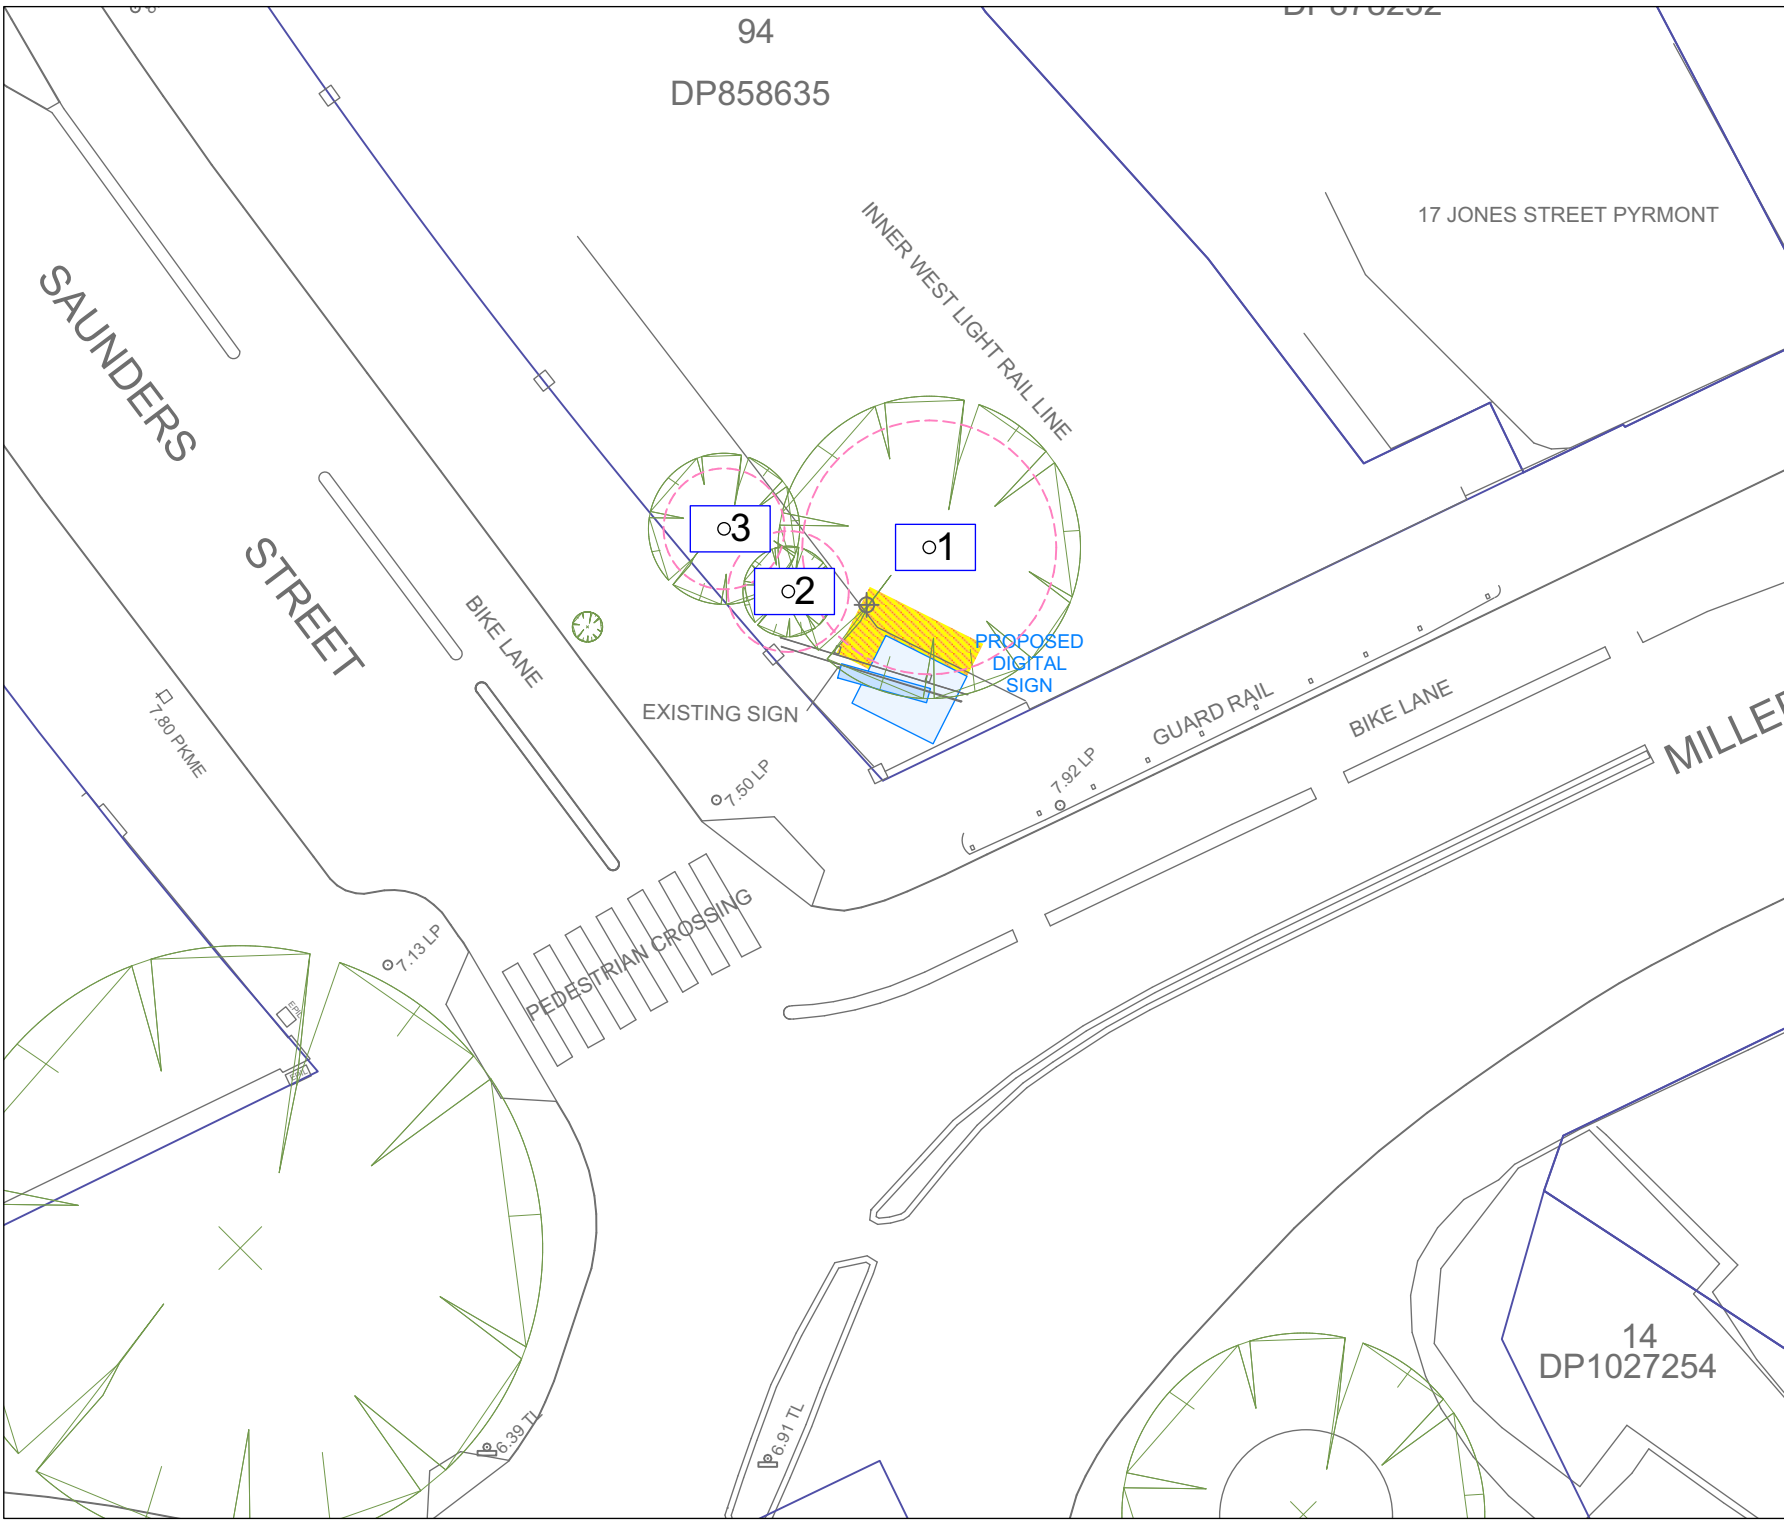 94
DP858635
17 JONES STREET PYRMONT
INNER WEST LIGHT RAIL LINE
SAUNDERS
STREET
BIKE LANE
3
1
2
PROPOSED
DIGITAL
SIGN
EXISTING SIGN
7.80 PKME
7.50 LP
7.92 LP
GUARD RAIL
BIKE LANE
PEDESTRIAN CROSSING
7.13 LP
14
DP1027254
6.39 TL
6.91 TL